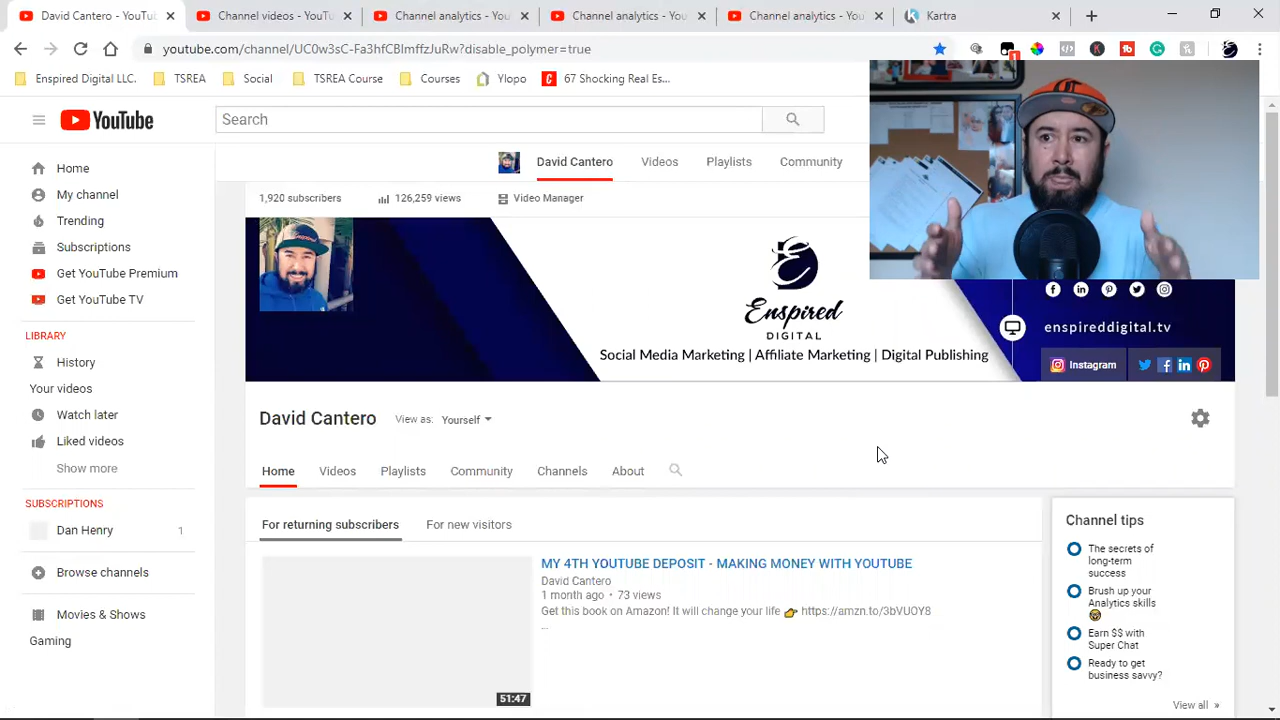 David Cantero - YouTub
Channel videos - YouTu
Channel analytics - You
Channel analytics - You
Channel analytics - You
Kartra
youtube.com/channel/UC0w3sC-Fa3hfCBImffzJuRw?disable_polymer=true
1
Enspired Digital LLC.
TSREA
Social
TSREA Course
Courses
Ylopo
67 Shocking Real Es...
YouTube
Search
David Cantero
Videos
Playlists
Community
Home
My channel
Trending
Subscriptions
Get YouTube Premium
Get YouTube TV
LIBRARY
History
Your videos
Watch later
Liked videos
Show more
SUBSCRIPTIONS
Dan Henry 1
Browse channels
Movies & Shows
Gaming
1,920 subscribers
126,259 views
Video Manager
Enspired
DIGITAL
Social Media Marketing | Affiliate Marketing | Digital Publishing
enspireddigital.tv
Instagram
David Cantero
View as: Yourself
Home
Videos
Playlists
Community
Channels
About
For returning subscribers
For new visitors
MY 4TH YOUTUBE DEPOSIT - MAKING MONEY WITH YOUTUBE
David Cantero
1 month ago • 73 views
Get this book on Amazon! It will change your life 👉 https://amzn.to/3bVUOY8
...
51:47
Channel tips
The secrets of
long-term
success
Brush up your
Analytics skills
🤓
Earn $$ with
Super Chat
Ready to get
business savvy?
View all »